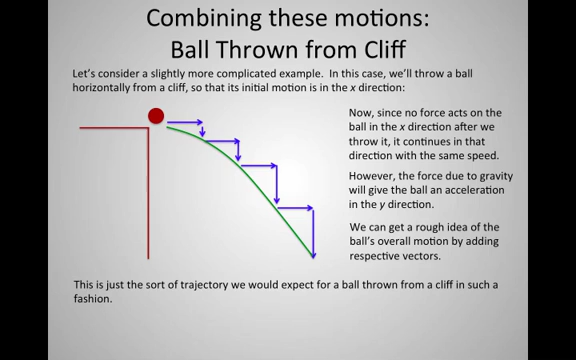 Combining these motions:
Ball Thrown from Cliff
Let's consider a slightly more complicated example. In this case, we'll throw a ball
horizontally from a cliff, so that its initial motion is in the x direction:
Now, since no force acts on the
ball in the x direction after we
throw it, it continues in that
direction with the same speed.
However, the force due to gravity
will give the ball an acceleration
in the y direction.
We can get a rough idea of the
ball's overall motion by adding
respective vectors.
This is just the sort of trajectory we would expect for a ball thrown from a cliff in such a
fashion.